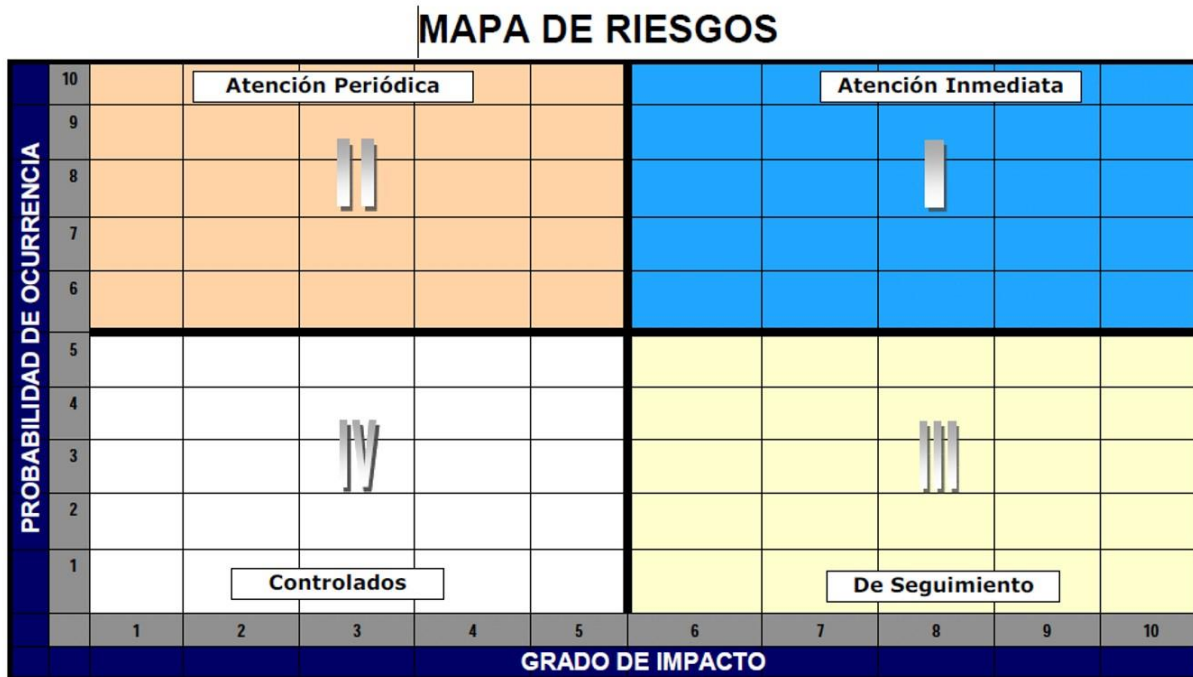 MAPA DE RIESGOS
PROBABILIDAD DE OCURRENCIA
10
Atención Periódica
Atención Inmediata
9
8
II
I
7
6
5
4
3
IV
III
2
1
Controlados
De Seguimiento
1 2 3 4 5 6 7 8 9 10
GRADO DE IMPACTO